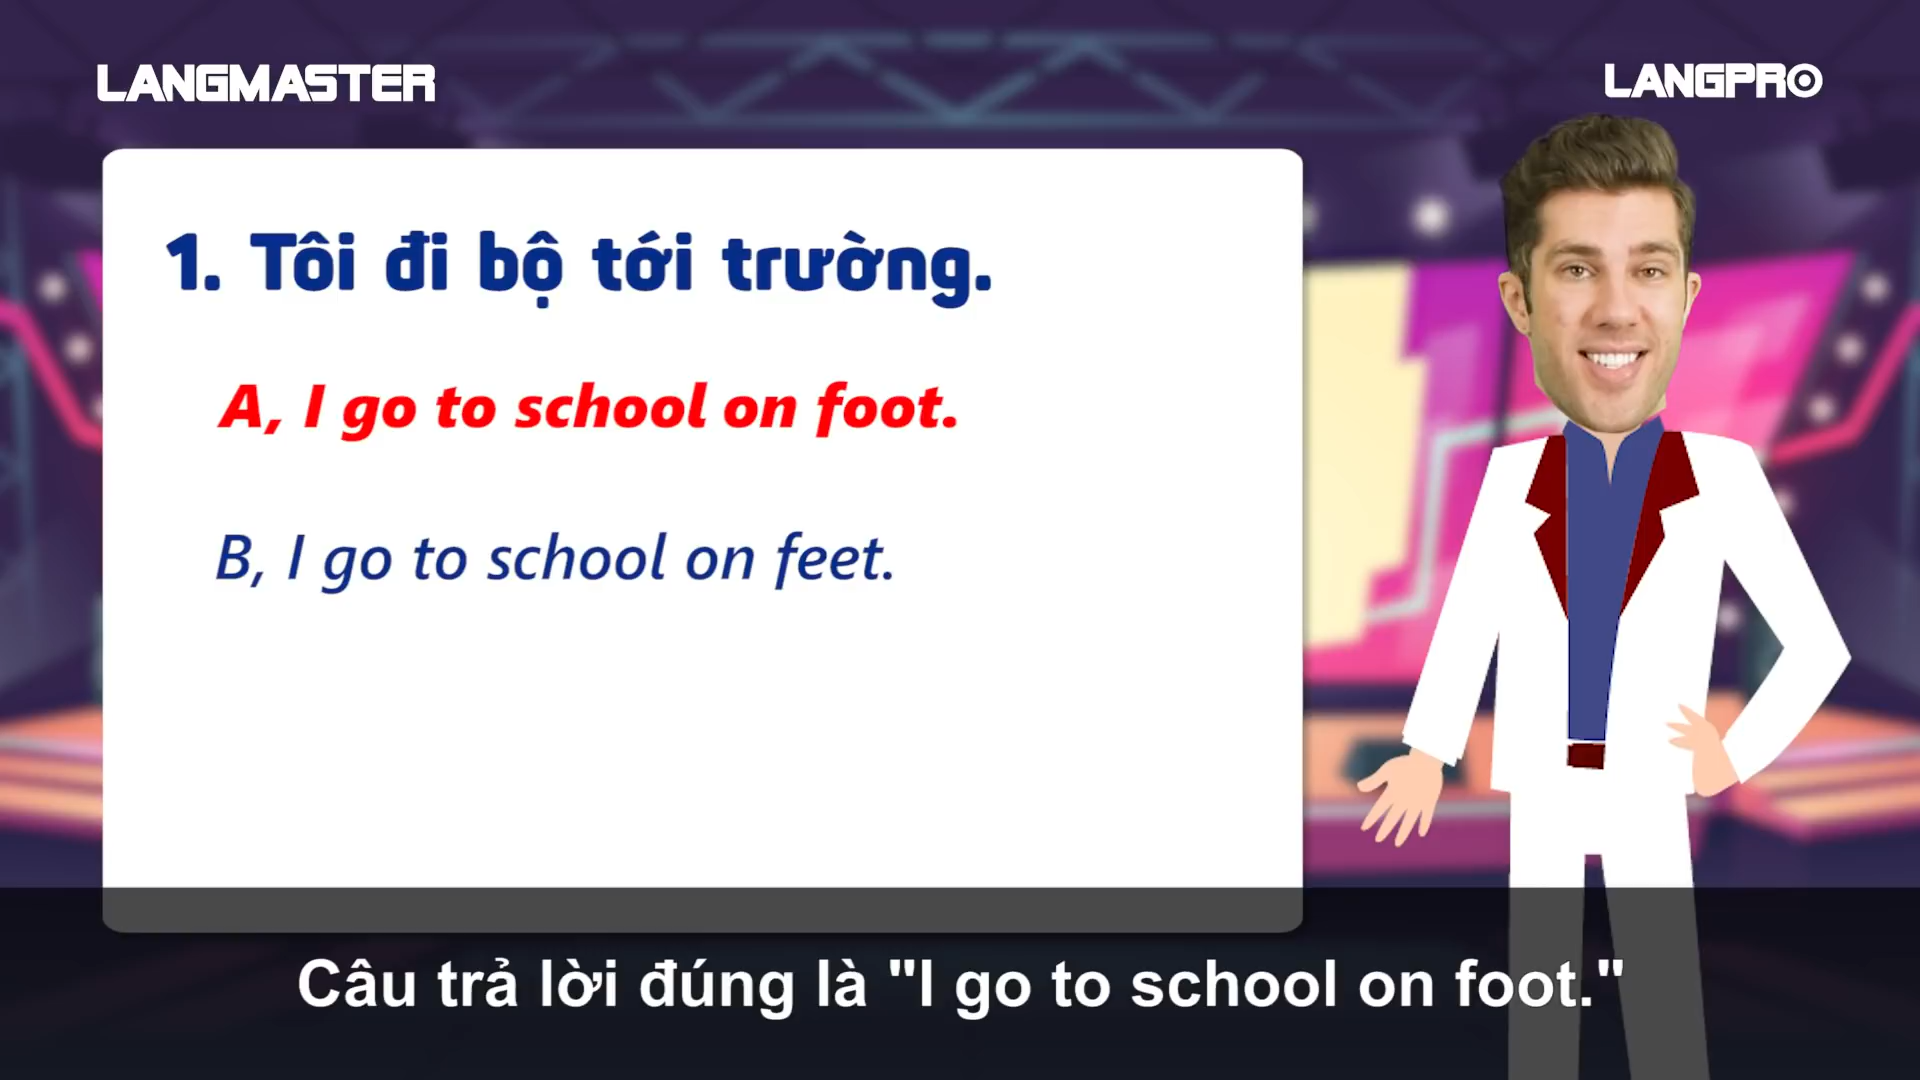 LANGMASTER
LANGPRO
1. Tôi đi bộ tới trường.
A, I go to school on foot.
B, I go to school on feet.
Câu trả lời đúng là "I go to school on foot."